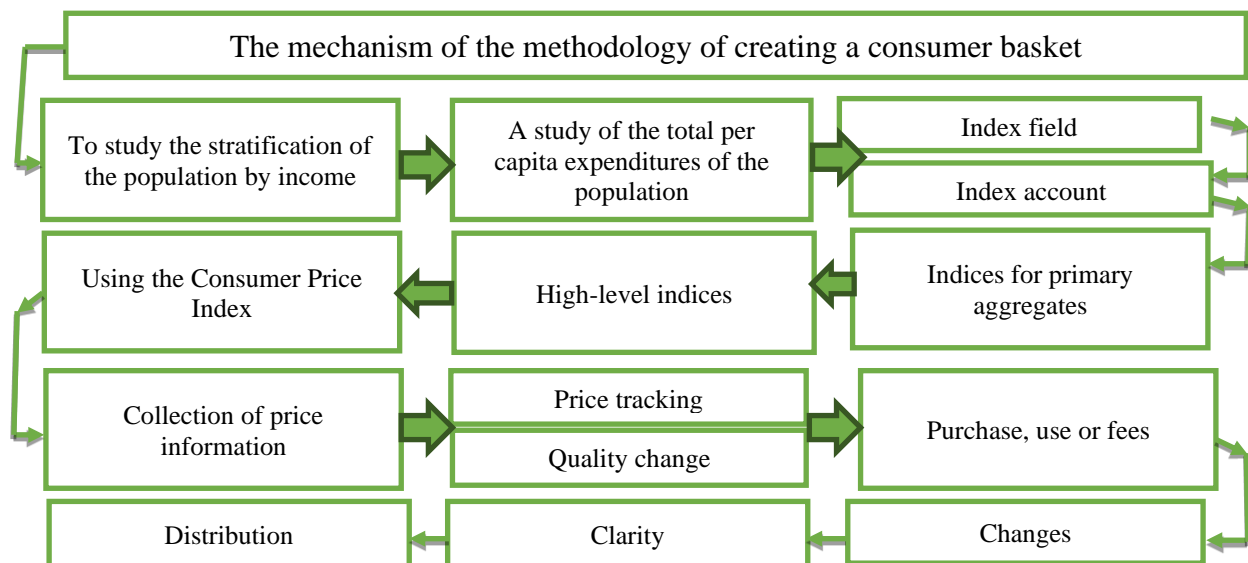 The mechanism of the methodology of creating a consumer basket
To study the stratification of
the population by income
A study of the total per
capita expenditures of the
population
Index field
Index account
Indices for primary
aggregates
High-level indices
Using the Consumer Price
Index
Collection of price
information
Price tracking
Quality change
Purchase, use or fees
Changes
Clarity
Distribution